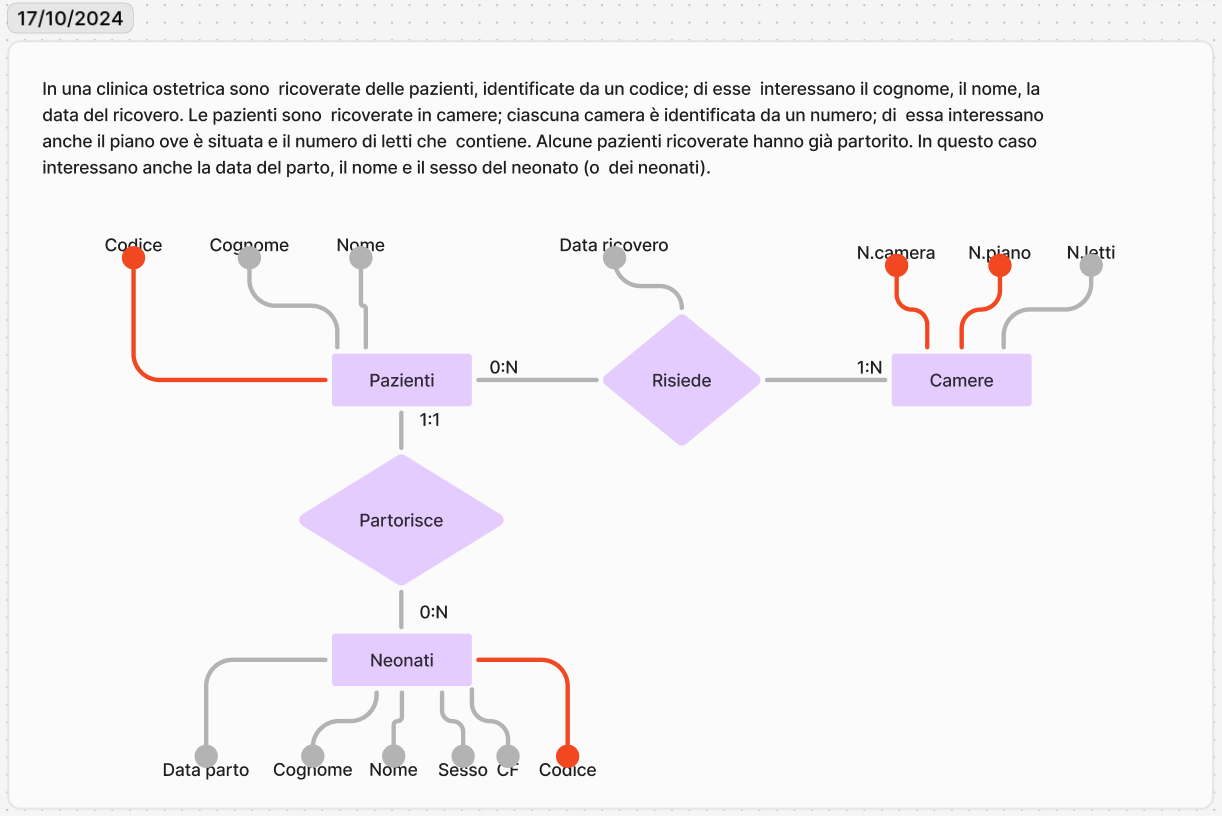 17/10/2024
In una clinica ostetrica sono  ricoverate delle pazienti, identificate da un codice; di esse  interessano il cognome, il nome, la
data del ricovero. Le pazienti sono  ricoverate in camere; ciascuna camera è identificata da un numero; di  essa interessano
anche il piano ove è situata e il numero di letti che  contiene. Alcune pazienti ricoverate hanno già partorito. In questo caso
interessano anche la data del parto, il nome e il sesso del neonato (o  dei neonati).
Codice Cognome Nome Data ricovero N.camera N.piano N.letti
Pazienti 0:N Risiede 1:N Camere
1:1
Partorisce
0:N
Neonati
Data parto Cognome Nome Sesso CF Codice